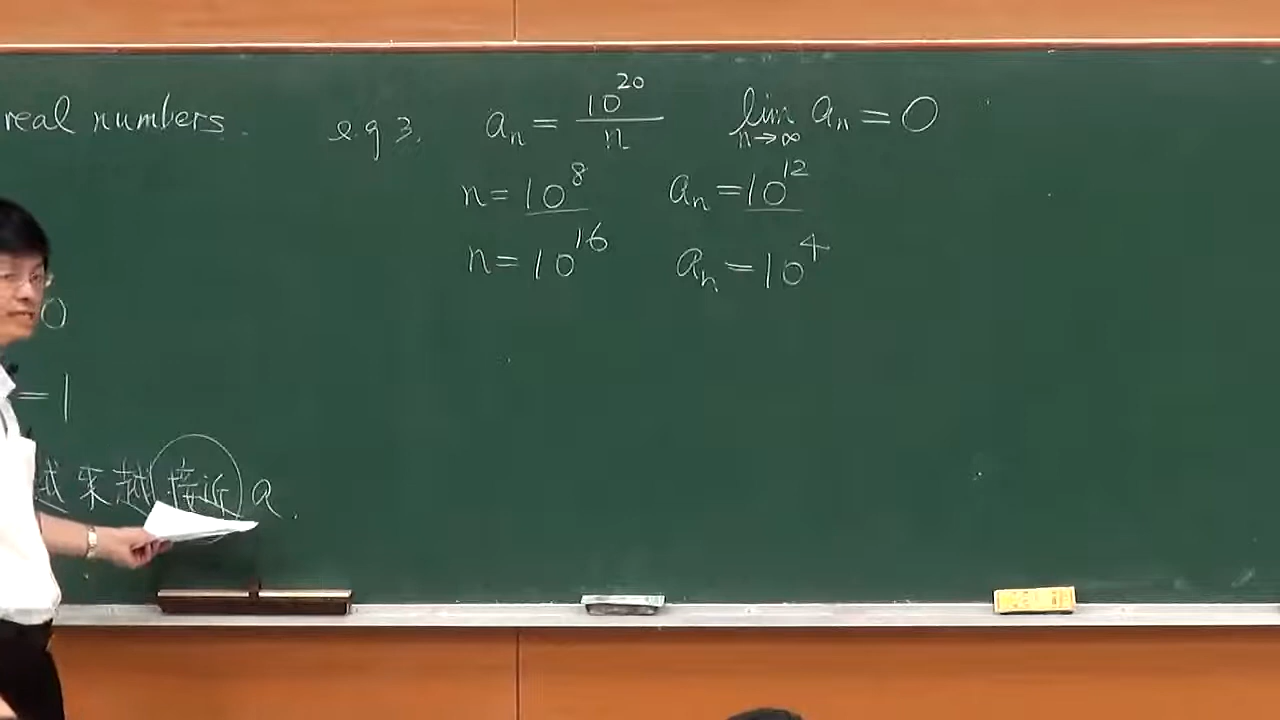 real numbers.
0
= 1
越來越接近 a.
e.g 3. aₙ = 10²⁰/n lim n→∞ aₙ = 0
n = 10⁸ aₙ = 10¹²
n = 10¹⁶ aₙ = 10⁴